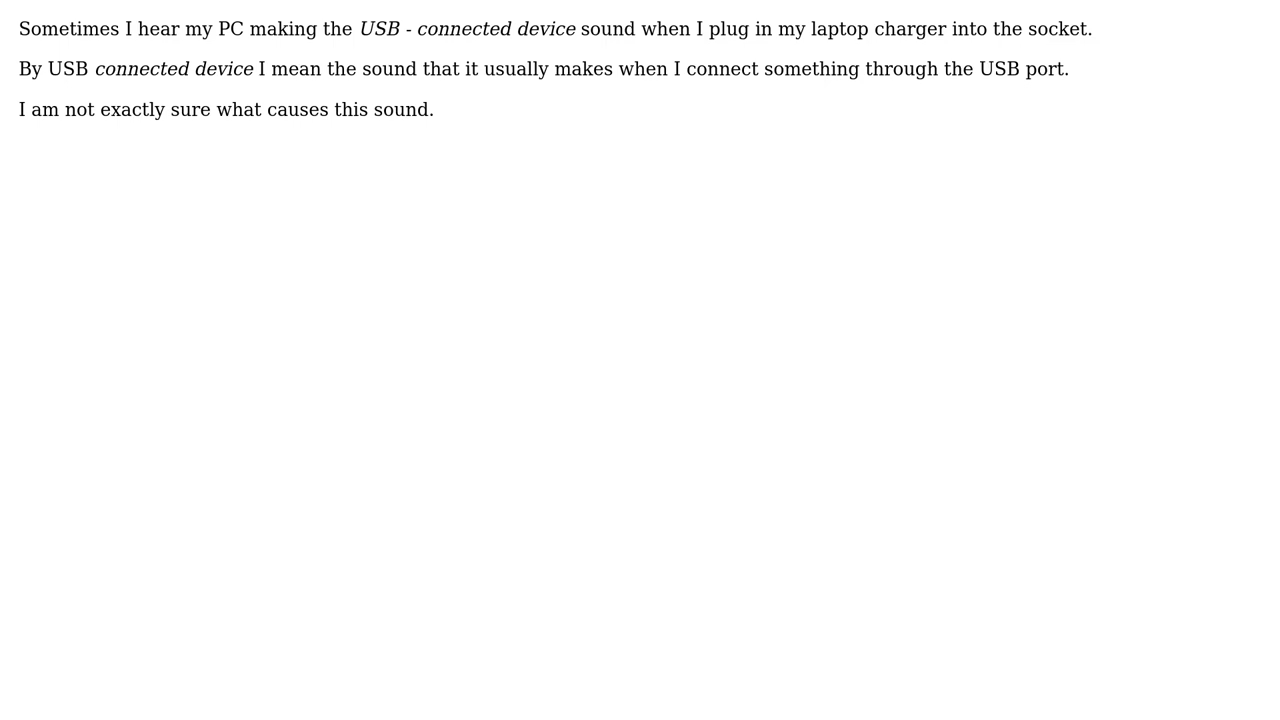 Sometimes I hear my PC making the USB - connected device sound when I plug in my laptop charger into the socket.
By USB connected device I mean the sound that it usually makes when I connect something through the USB port.
I am not exactly sure what causes this sound.